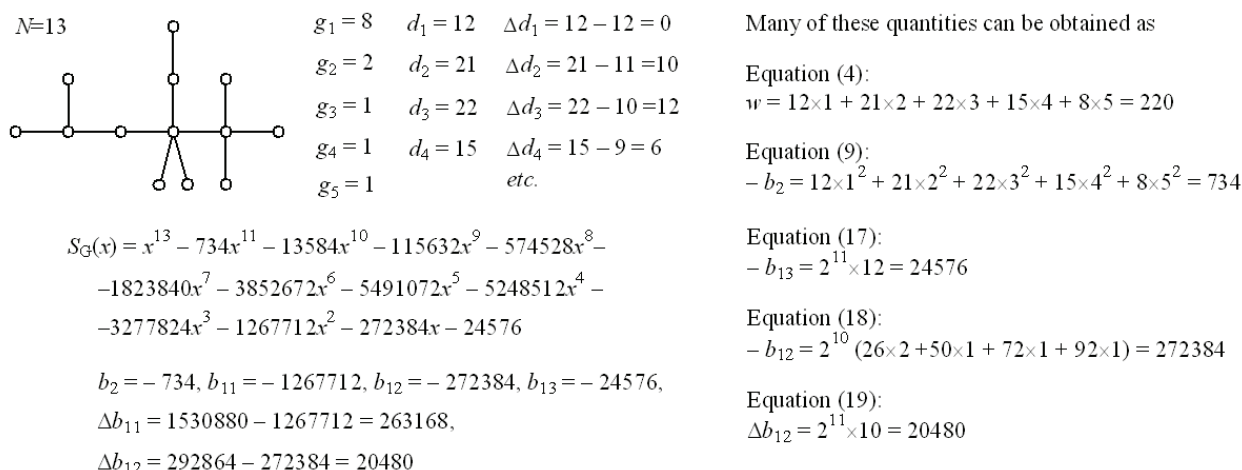 N=13
g₁ = 8 d₁ = 12 Δd₁ = 12 – 12 = 0
g₂ = 2 d₂ = 21 Δd₂ = 21 – 11 =10
g₃ = 1 d₃ = 22 Δd₃ = 22 – 10 =12
g₄ = 1 d₄ = 15 Δd₄ = 15 – 9 = 6
g₅ = 1 etc.
S_G(x) = x¹³ – 734x¹¹ – 13584x¹⁰ – 115632x⁹ – 574528x⁸ –
–1823840x⁷ – 3852672x⁶ – 5491072x⁵ – 5248512x⁴ –
–3277824x³ – 1267712x² – 272384x – 24576
b₂ = – 734, b₁₁ = – 1267712, b₁₂ = – 272384, b₁₃ = – 24576,
Δb₁₁ = 1530880 – 1267712 = 263168,
Δb₁₂ = 292864 – 272384 = 20480
Many of these quantities can be obtained as
Equation (4):
w = 12×1 + 21×2 + 22×3 + 15×4 + 8×5 = 220
Equation (9):
– b₂ = 12×1² + 21×2² + 22×3² + 15×4² + 8×5² = 734
Equation (17):
– b₁₃ = 2¹¹×12 = 24576
Equation (18):
– b₁₂ = 2¹⁰ (26×2 +50×1 + 72×1 + 92×1) = 272384
Equation (19):
Δb₁₂ = 2¹¹×10 = 20480